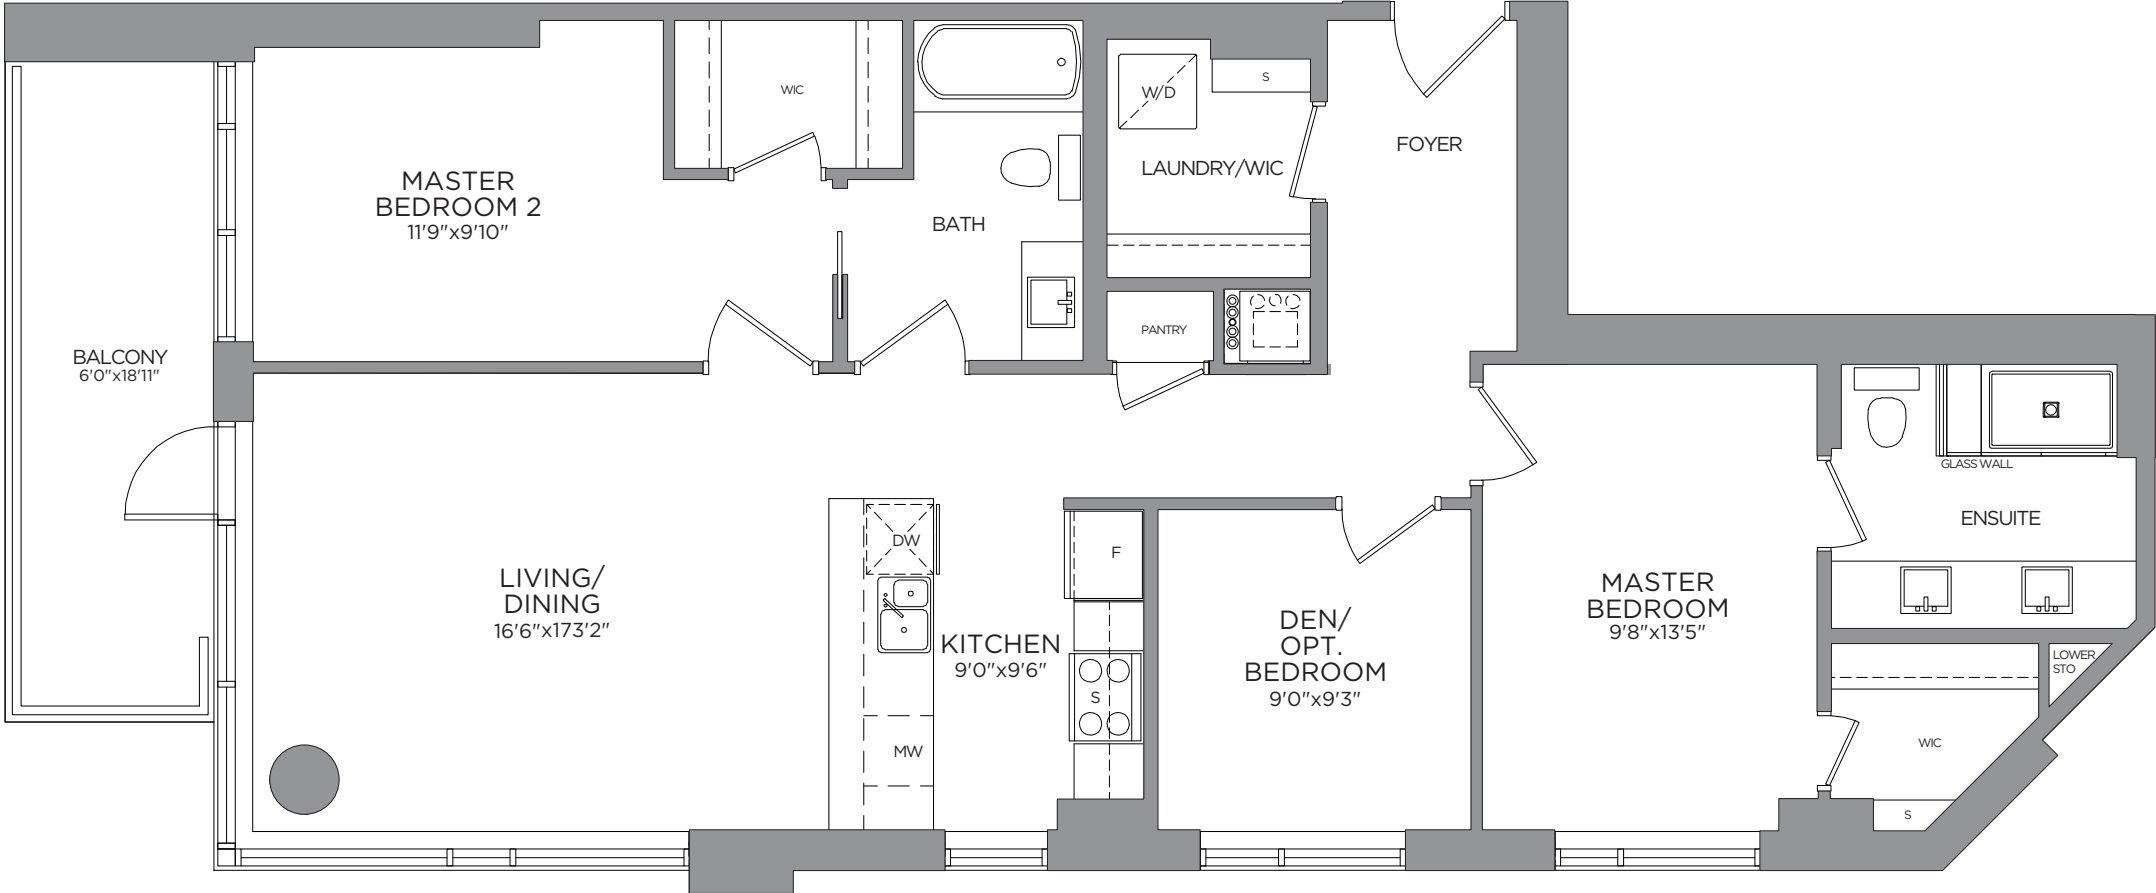 WIC
W/D
S
FOYER
LAUNDRY/WIC
MASTER
BEDROOM 2
11'9"x9'10"
BATH
PANTRY
BALCONY
6'0"x18'11"
GLASS WALL
ENSUITE
DW
F
LIVING/
DINING
16'6"x173'2"
KITCHEN
9'0"x9'6"
S
MW
DEN/
OPT.
BEDROOM
9'0"x9'3"
MASTER
BEDROOM
9'8"x13'5"
LOWER
STO
WIC
S